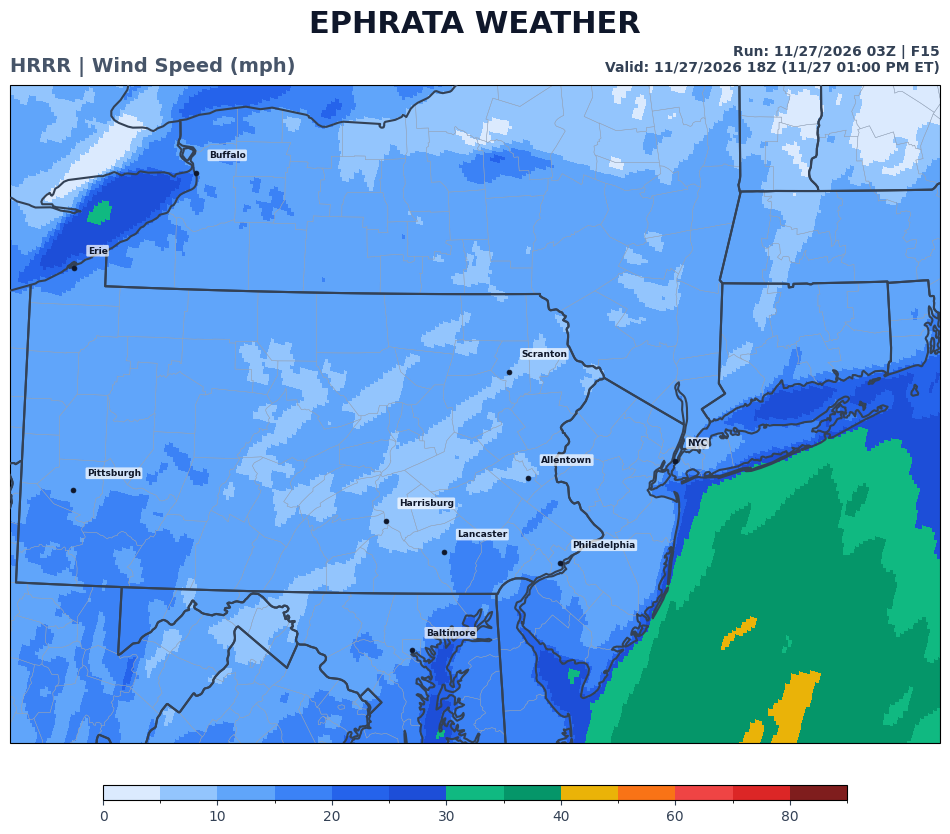 EPHRATA WEATHER
HRRR | Wind Speed (mph)
Run: 11/27/2026 03Z | F15
Valid: 11/27/2026 18Z (11/27 01:00 PM ET)
Buffalo
Erie
Scranton
NYC
Allentown
Pittsburgh
Harrisburg
Lancaster
Philadelphia
Baltimore
0 10 20 30 40 50 60 70 80